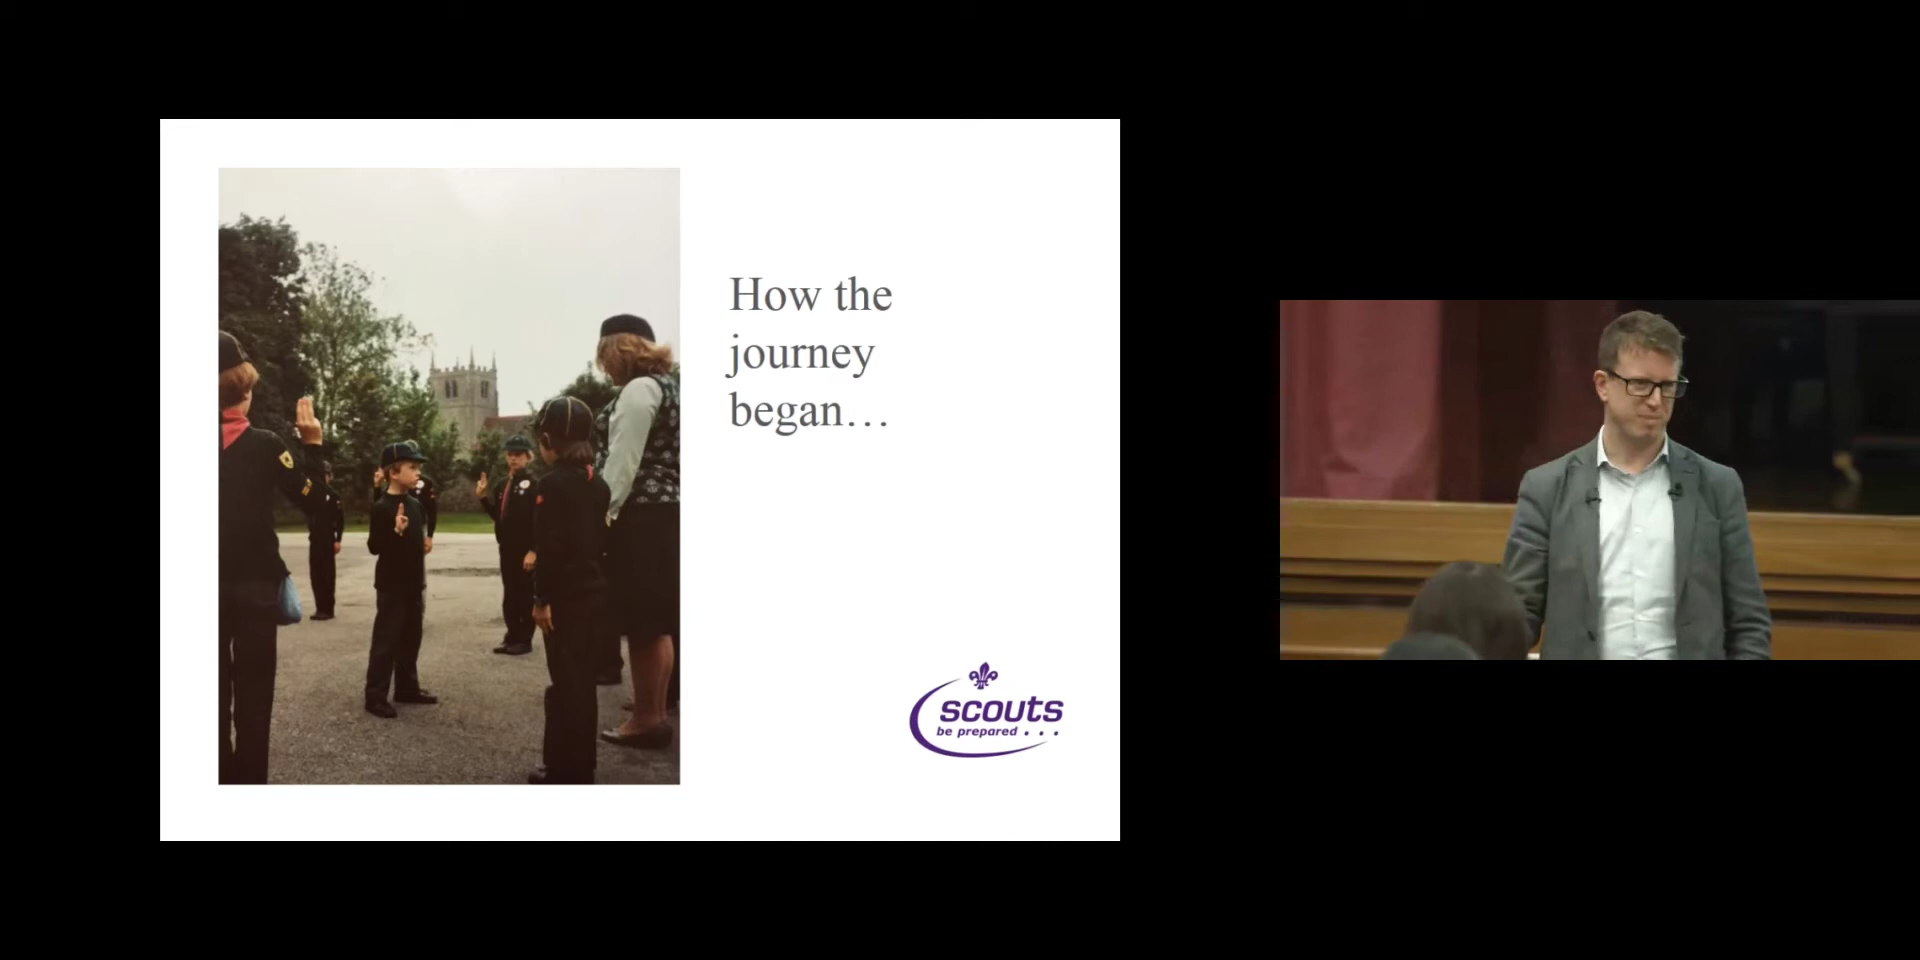 How the
journey
began…
scouts
be prepared . . .